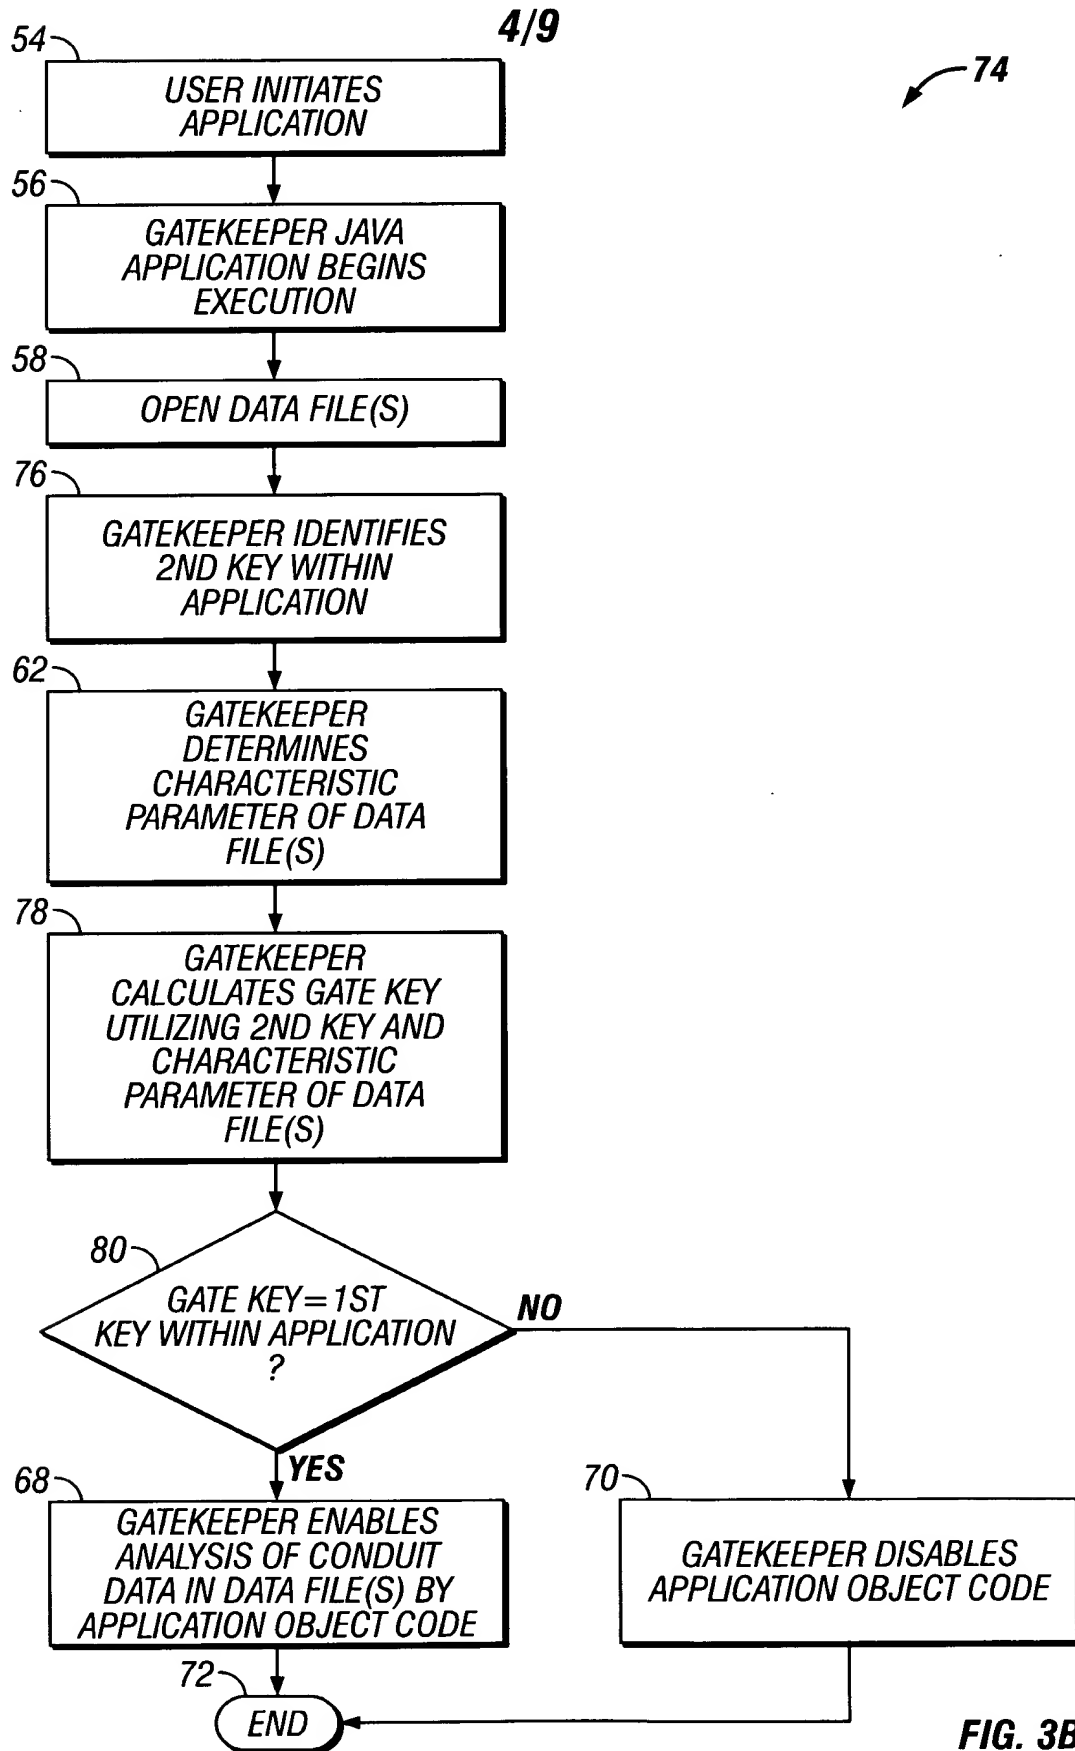 4/9
54
74
USER INITIATES
APPLICATION
56
GATEKEEPER JAVA
APPLICATION BEGINS
EXECUTION
58
OPEN DATA FILE(S)
76
GATEKEEPER IDENTIFIES
2ND KEY WITHIN
APPLICATION
62
GATEKEEPER
DETERMINES
CHARACTERISTIC
PARAMETER OF DATA
FILE(S)
78
GATEKEEPER
CALCULATES GATE KEY
UTILIZING 2ND KEY AND
CHARACTERISTIC
PARAMETER OF DATA
FILE(S)
80
GATE KEY=1ST
KEY WITHIN APPLICATION
?
NO
YES
68
GATEKEEPER ENABLES
ANALYSIS OF CONDUIT
DATA IN DATA FILE(S) BY
APPLICATION OBJECT CODE
70
GATEKEEPER DISABLES
APPLICATION OBJECT CODE
72
END
FIG. 3B